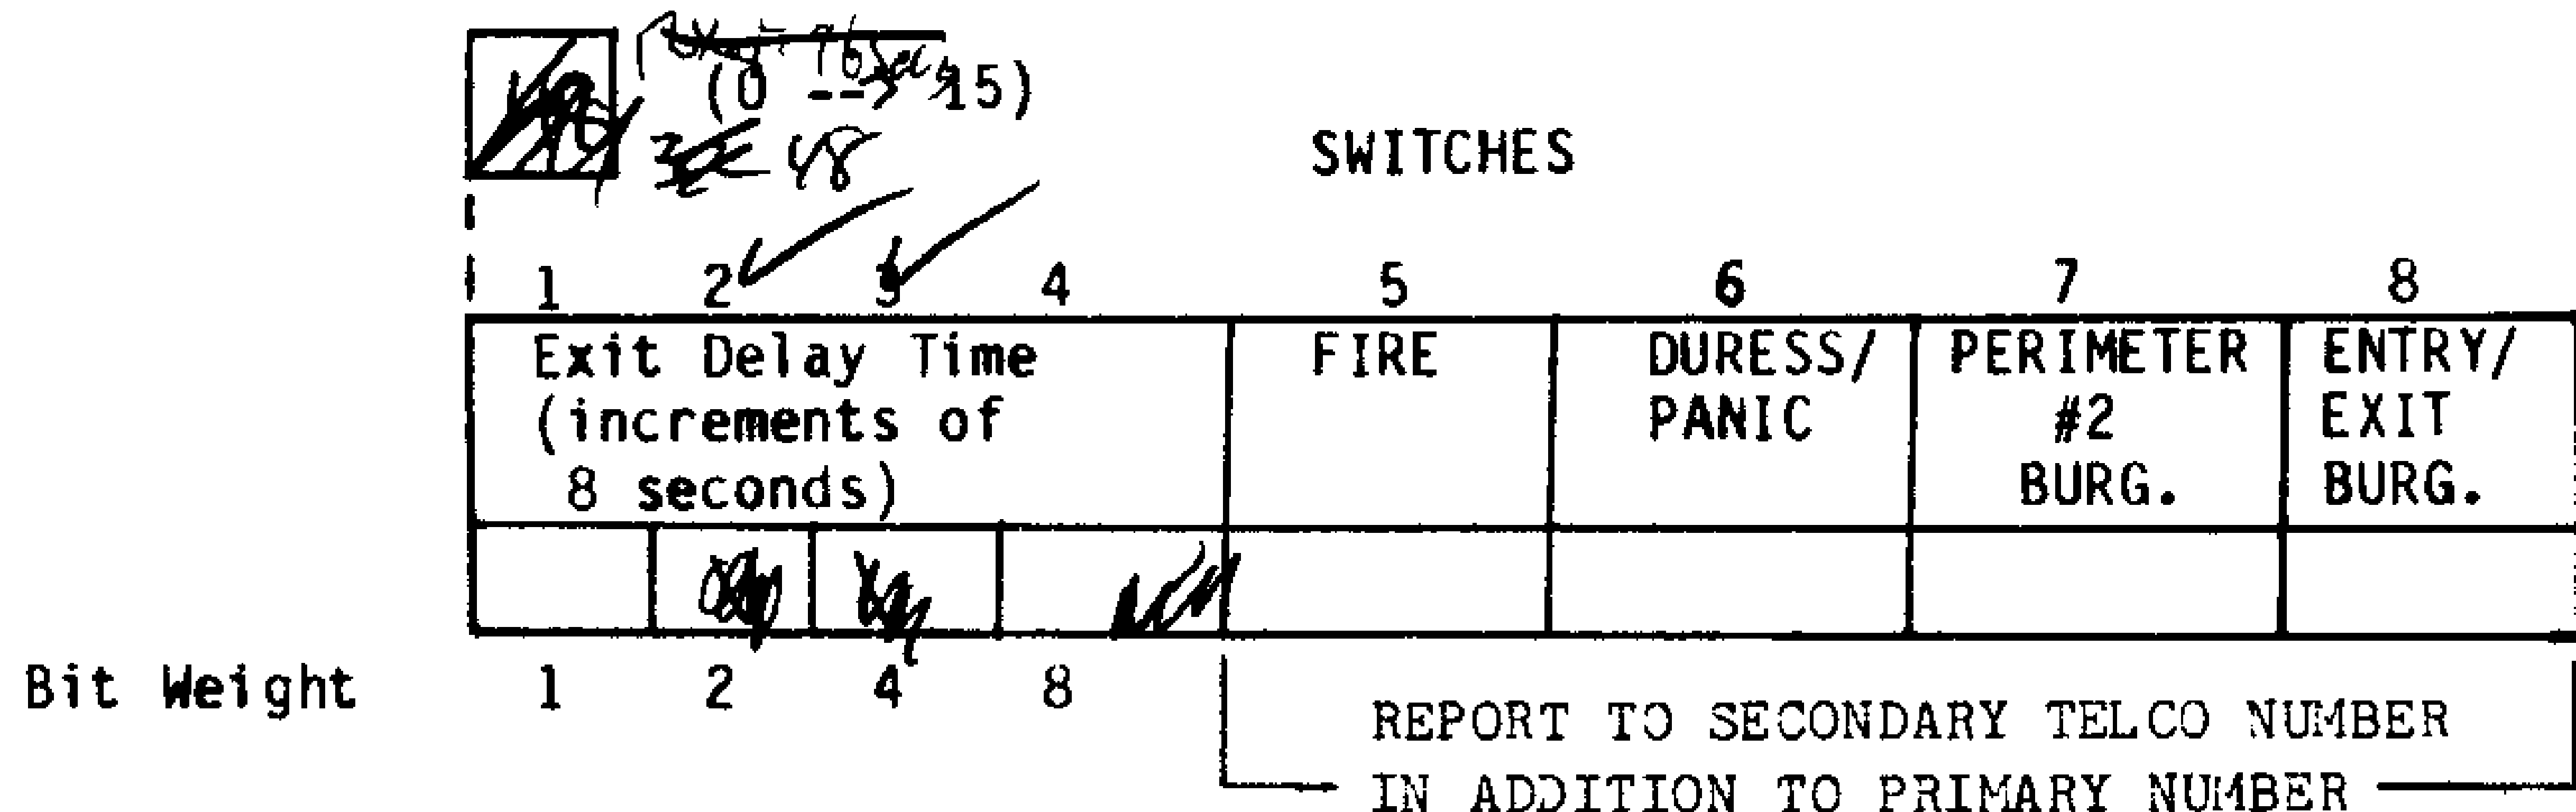 (0 --> 15)
48
SWITCHES
1 2 3 4 5 6 7 8
Exit Delay Time (increments of 8 seconds)
FIRE
DURESS/ PANIC
PERIMETER #2 BURG.
ENTRY/ EXIT BURG.
Bit Weight 1 2 4 8
REPORT TO SECONDARY TELCO NUMBER
IN ADDITION TO PRIMARY NUMBER